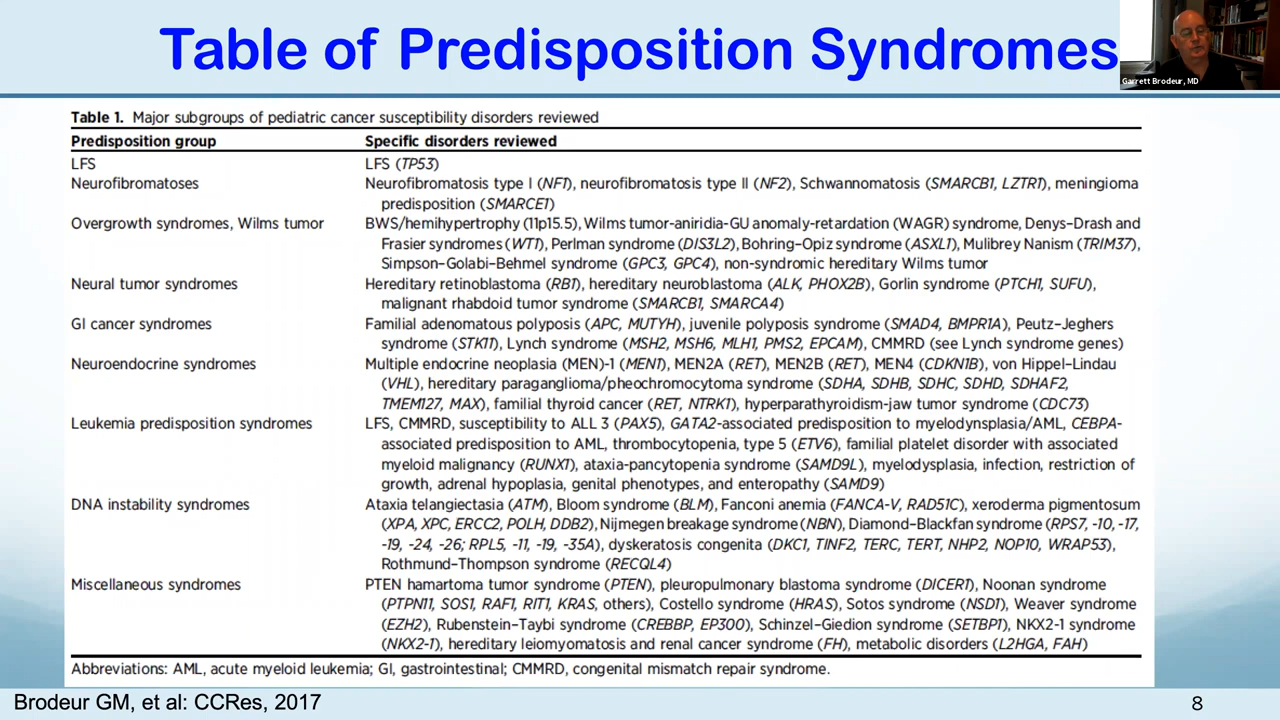 Table of Predisposition Syndromes
Garrett Brodeur, MD
Table 1. Major subgroups of pediatric cancer susceptibility disorders reviewed
Predisposition group Specific disorders reviewed
LFS LFS (TP53)
Neurofibromatoses Neurofibromatosis type I (NF1), neurofibromatosis type II (NF2), Schwannomatosis (SMARCB1, LZTR1), meningioma
predisposition (SMARCE1)
Overgrowth syndromes, Wilms tumor BWS/hemihypertrophy (11p15.5), Wilms tumor-aniridia-GU anomaly-retardation (WAGR) syndrome, Denys–Drash and
Frasier syndromes (WT1), Perlman syndrome (DIS3L2), Bohring–Opiz syndrome (ASXL1), Mulibrey Nanism (TRIM37),
Simpson–Golabi–Behmel syndrome (GPC3, GPC4), non-syndromic hereditary Wilms tumor
Neural tumor syndromes Hereditary retinoblastoma (RB1), hereditary neuroblastoma (ALK, PHOX2B), Gorlin syndrome (PTCH1, SUFU),
malignant rhabdoid tumor syndrome (SMARCB1, SMARCA4)
GI cancer syndromes Familial adenomatous polyposis (APC, MUTYH), juvenile polyposis syndrome (SMAD4, BMPR1A), Peutz–Jeghers
syndrome (STK11), Lynch syndrome (MSH2, MSH6, MLH1, PMS2, EPCAM), CMMRD (see Lynch syndrome genes)
Neuroendocrine syndromes Multiple endocrine neoplasia (MEN)-1 (MEN1), MEN2A (RET), MEN2B (RET), MEN4 (CDKN1B), von Hippel–Lindau
(VHL), hereditary paraganglioma/pheochromocytoma syndrome (SDHA, SDHB, SDHC, SDHD, SDHAF2,
TMEM127, MAX), familial thyroid cancer (RET, NTRK1), hyperparathyroidism-jaw tumor syndrome (CDC73)
Leukemia predisposition syndromes LFS, CMMRD, susceptibility to ALL 3 (PAX5), GATA2-associated predisposition to myelodynsplasia/AML, CEBPA-
associated predisposition to AML, thrombocytopenia, type 5 (ETV6), familial platelet disorder with associated
myeloid malignancy (RUNX1), ataxia-pancytopenia syndrome (SAMD9L), myelodysplasia, infection, restriction of
growth, adrenal hypoplasia, genital phenotypes, and enteropathy (SAMD9)
DNA instability syndromes Ataxia telangiectasia (ATM), Bloom syndrome (BLM), Fanconi anemia (FANCA-V, RAD51C), xeroderma pigmentosum
(XPA, XPC, ERCC2, POLH, DDB2), Nijmegen breakage syndrome (NBN), Diamond–Blackfan syndrome (RPS7, -10, -17,
-19, -24, -26; RPL5, -11, -19, -35A), dyskeratosis congenita (DKC1, TINF2, TERC, TERT, NHP2, NOP10, WRAP53),
Rothmund–Thompson syndrome (RECQL4)
Miscellaneous syndromes PTEN hamartoma tumor syndrome (PTEN), pleuropulmonary blastoma syndrome (DICER1), Noonan syndrome
(PTPN11, SOS1, RAF1, RIT1, KRAS, others), Costello syndrome (HRAS), Sotos syndrome (NSD1), Weaver syndrome
(EZH2), Rubenstein–Taybi syndrome (CREBBP, EP300), Schinzel–Giedion syndrome (SETBP1), NKX2-1 syndrome
(NKX2-1), hereditary leiomyomatosis and renal cancer syndrome (FH), metabolic disorders (L2HGA, FAH)
Abbreviations: AML, acute myeloid leukemia; GI, gastrointestinal; CMMRD, congenital mismatch repair syndrome.
Brodeur GM, et al: CCRes, 2017
8